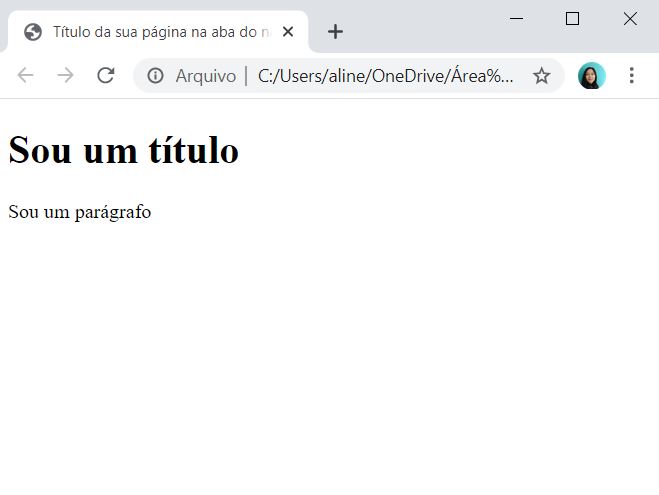 Título da sua página na aba do n
Arquivo | C:/Users/aline/OneDrive/Área%...
Sou um título
Sou um parágrafo